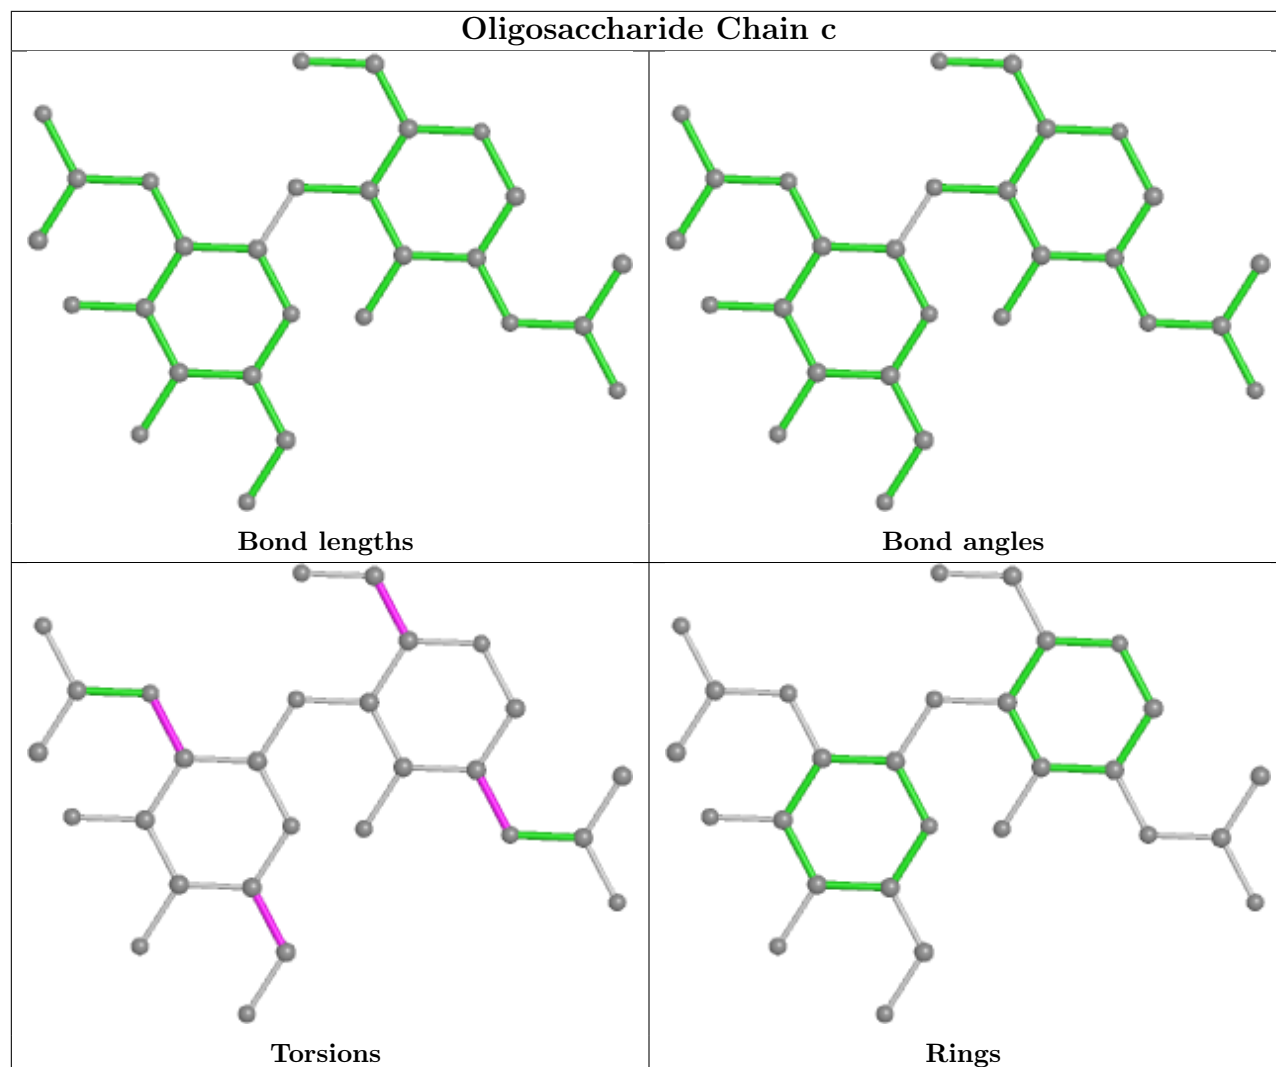 Oligosaccharide Chain c
Bond lengths
Bond angles
Torsions
Rings